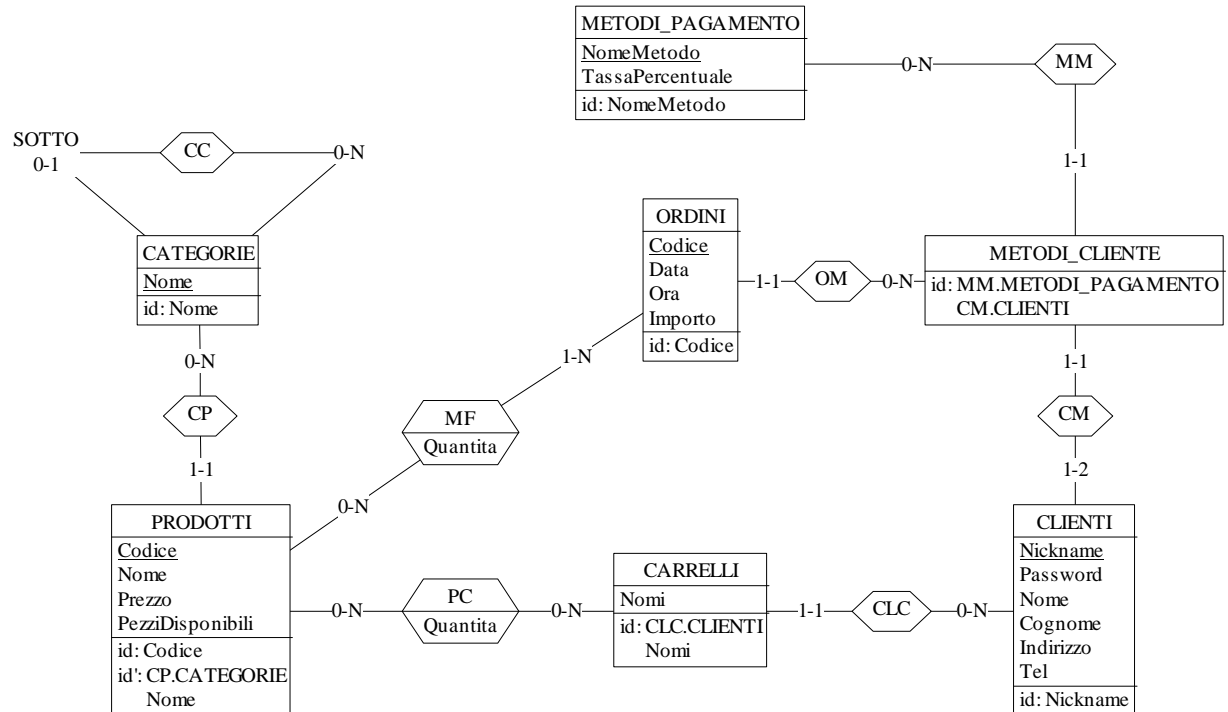 METODI_PAGAMENTO
NomeMetodo
TassaPercentuale
id: NomeMetodo
0-N
MM
1-1
SOTTO
0-1
CC
0-N
CATEGORIE
Nome
id: Nome
0-N
CP
1-1
ORDINI
Codice
Data
Ora
Importo
id: Codice
1-1
OM
0-N
METODI_CLIENTE
id: MM.METODI_PAGAMENTO
CM.CLIENTI
1-1
CM
1-2
1-N
MF
Quantita
0-N
PRODOTTI
Codice
Nome
Prezzo
PezziDisponibili
id: Codice
id': CP.CATEGORIE
Nome
0-N
PC
Quantita
0-N
CARRELLI
Nomi
id: CLC.CLIENTI
Nomi
1-1
CLC
0-N
CLIENTI
Nickname
Password
Nome
Cognome
Indirizzo
Tel
id: Nickname